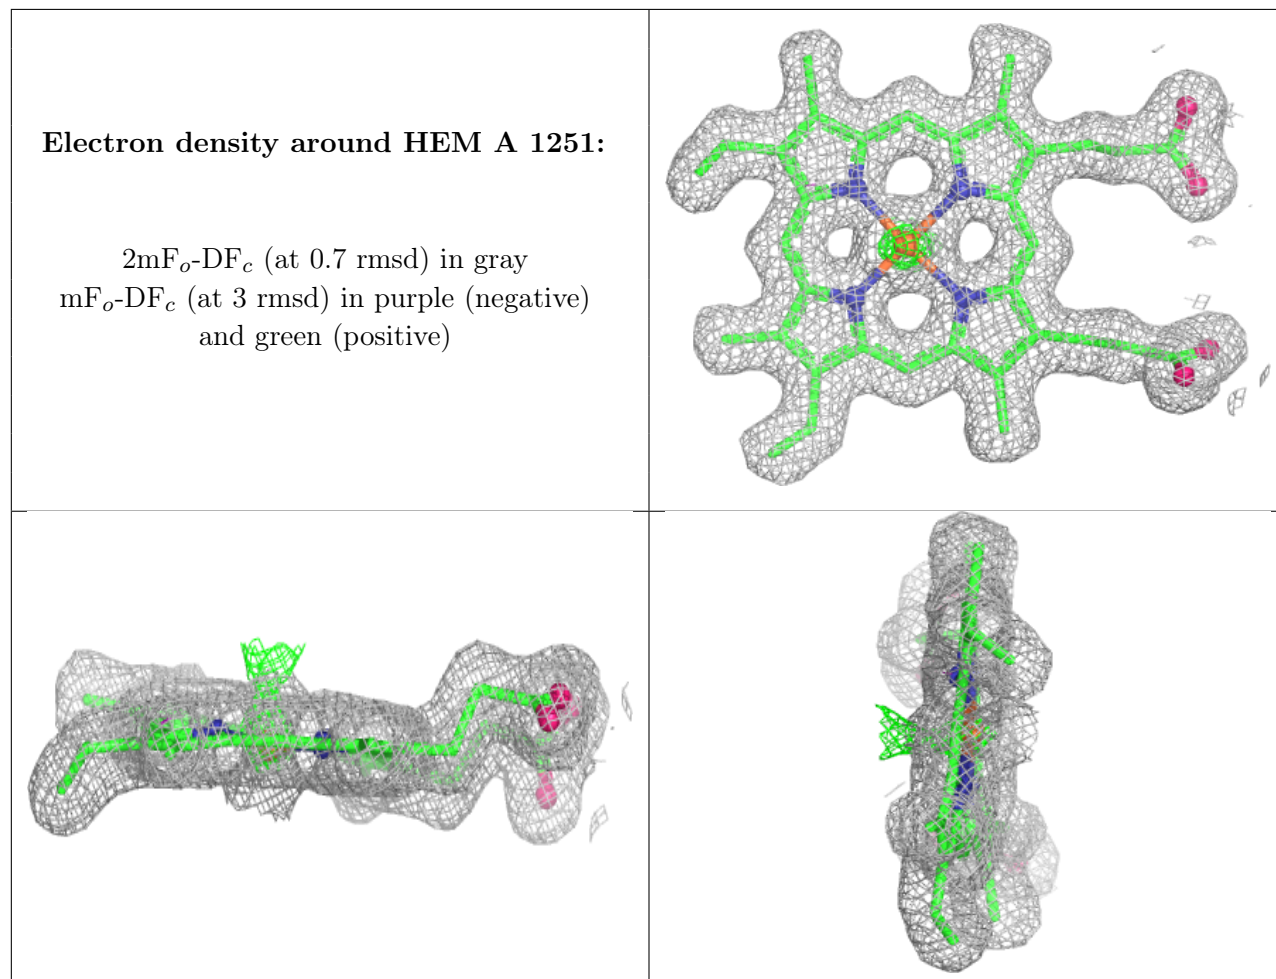 Electron density around HEM A 1251:
2mFo-DFc (at 0.7 rmsd) in gray
mFo-DFc (at 3 rmsd) in purple (negative)
and green (positive)